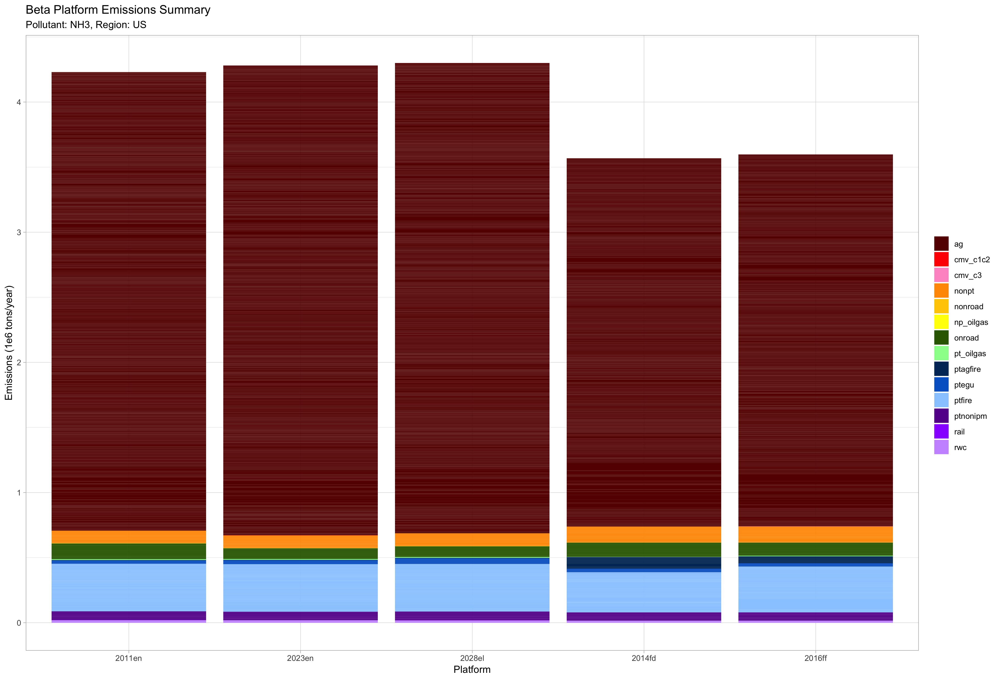 Beta Platform Emissions Summary
Pollutant: NH3, Region: US
Emissions (1e6 tons/year)
4
3
2
1
0
2011en
2023en
2028el
2014fd
2016ff
Platform
ag
cmv_c1c2
cmv_c3
nonpt
nonroad
np_oilgas
onroad
pt_oilgas
ptagfire
ptegu
ptfire
ptnonipm
rail
rwc